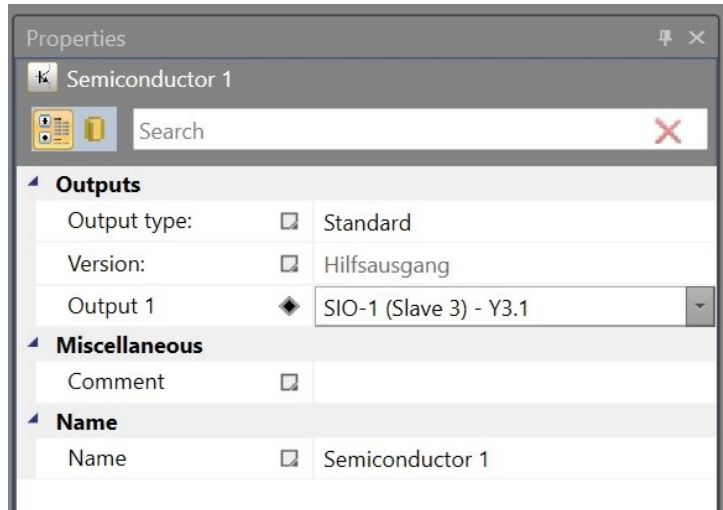 Properties
Semiconductor 1
Search
Outputs
Output type: Standard
Version: Hilfsausgang
Output 1 SIO-1 (Slave 3) - Y3.1
Miscellaneous
Comment
Name
Name Semiconductor 1